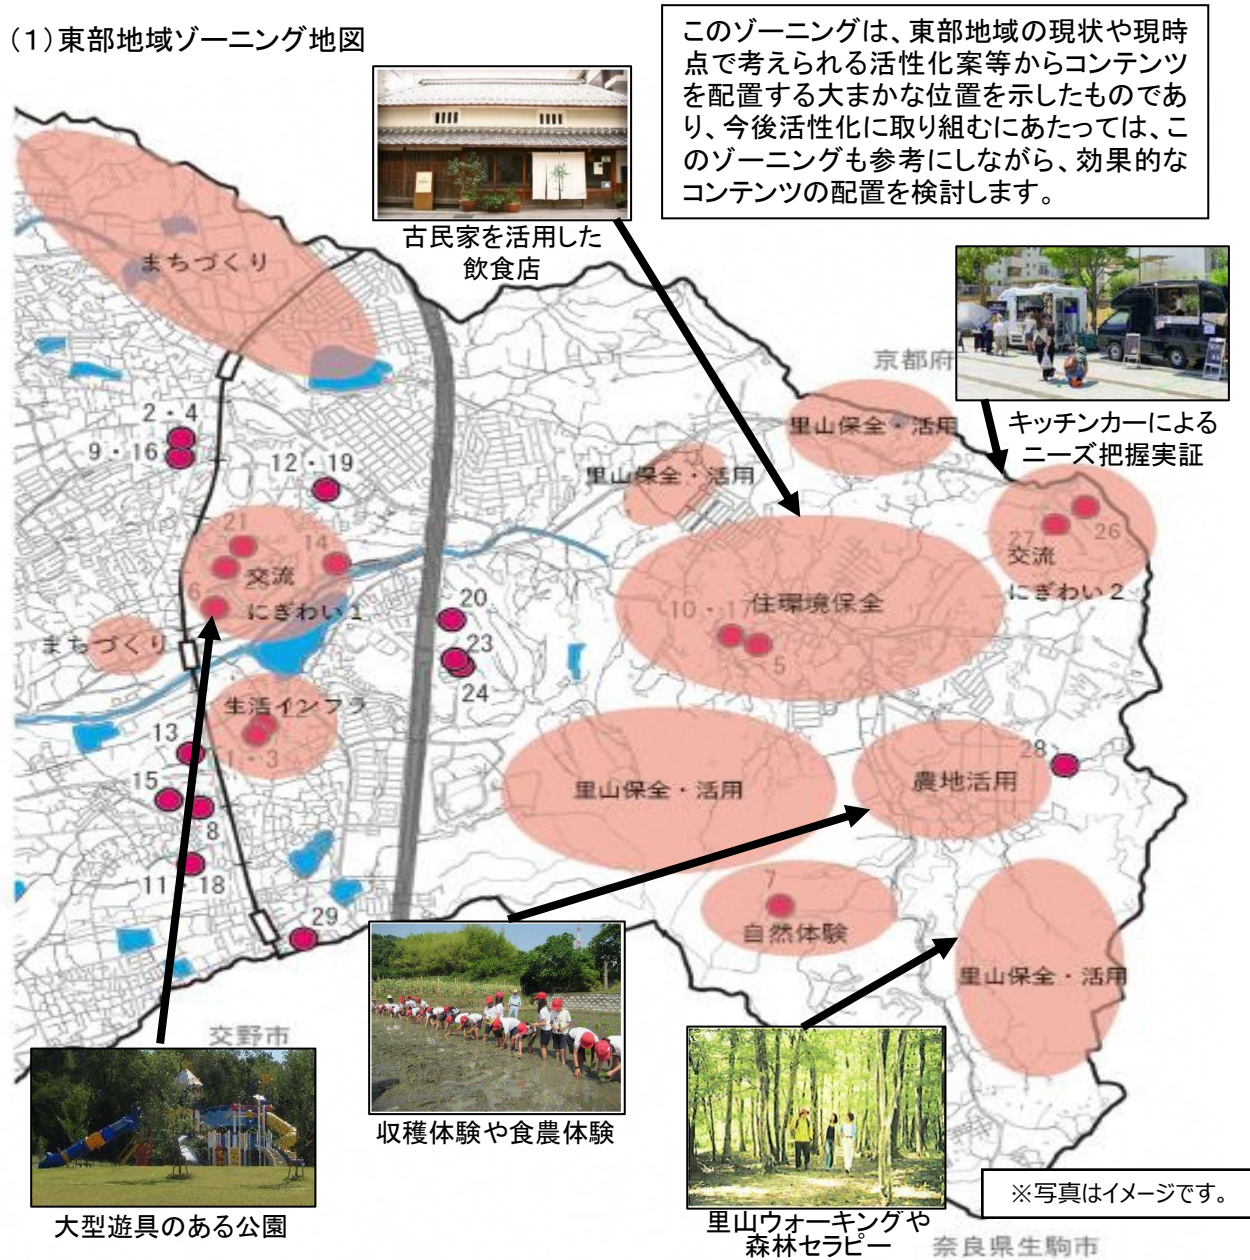 (1)東部地域ゾーニング地図
このゾーニングは、東部地域の現状や現時
点で考えられる活性化案等からコンテンツ
を配置する大まかな位置を示したものであ
り、今後活性化に取り組むにあたっては、こ
のゾーニングも参考にしながら、効果的な
コンテンツの配置を検討します。
古民家を活用した
飲食店
まちづくり
京都府
キッチンカーによる
ニーズ把握実証
里山保全・活用
里山保全・活用
2・4
9・16
12・19
21
14
6
交流
にぎわい1
26
27
交流
にぎわい2
20
23
24
10・17
住環境保全
5
まちづくり
生活インフラ
1・3
13
15
8
11・18
29
里山保全・活用
農地活用
28
7
自然体験
里山保全・活用
交野市
収穫体験や食農体験
大型遊具のある公園
里山ウォーキングや
森林セラピー
※写真はイメージです。
奈良県生駒市